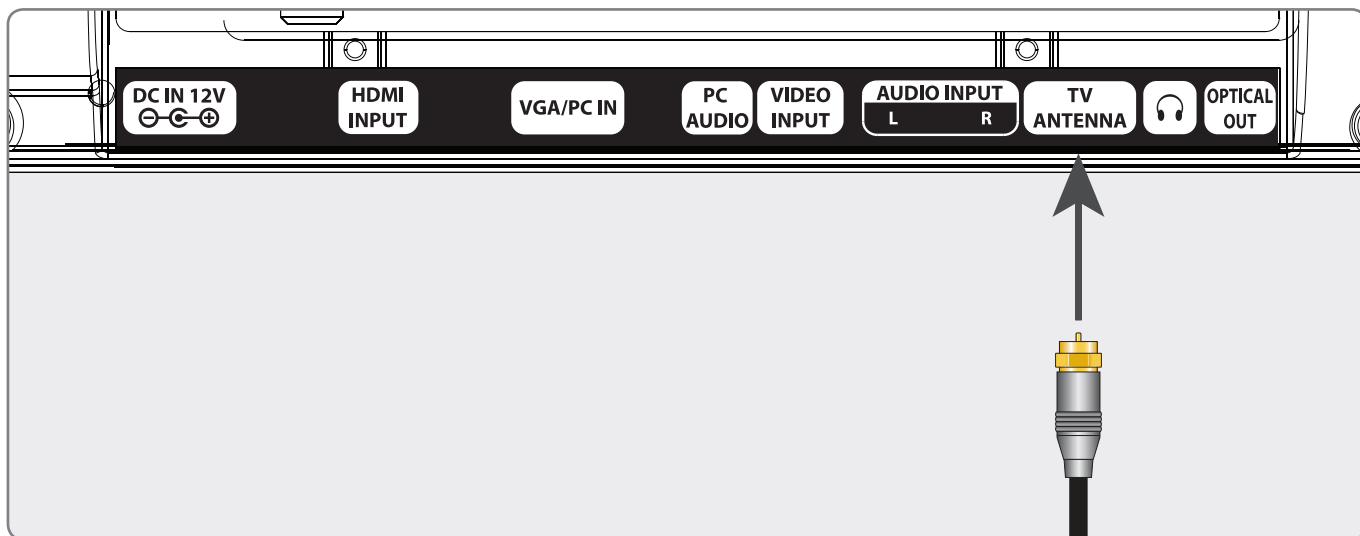 DC IN 12V
HDMI
INPUT
VGA/PC IN
PC
AUDIO
VIDEO
INPUT
AUDIO INPUT
L R
TV
ANTENNA
OPTICAL
OUT